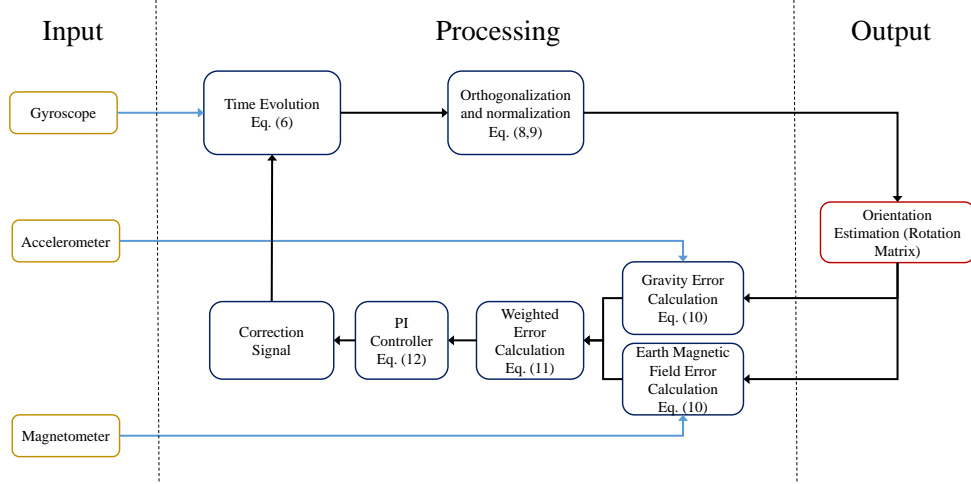 Input
Processing
Output
Gyroscope
Time Evolution
Eq. (6)
Orthogonalization
and normalization
Eq. (8,9)
Accelerometer
Orientation
Estimation (Rotation
Matrix)
Gravity Error
Calculation
Eq. (10)
Correction
Signal
PI
Controller
Eq. (12)
Weighted
Error
Calculation
Eq. (11)
Earth Magnetic
Field Error
Calculation
Eq. (10)
Magnetometer